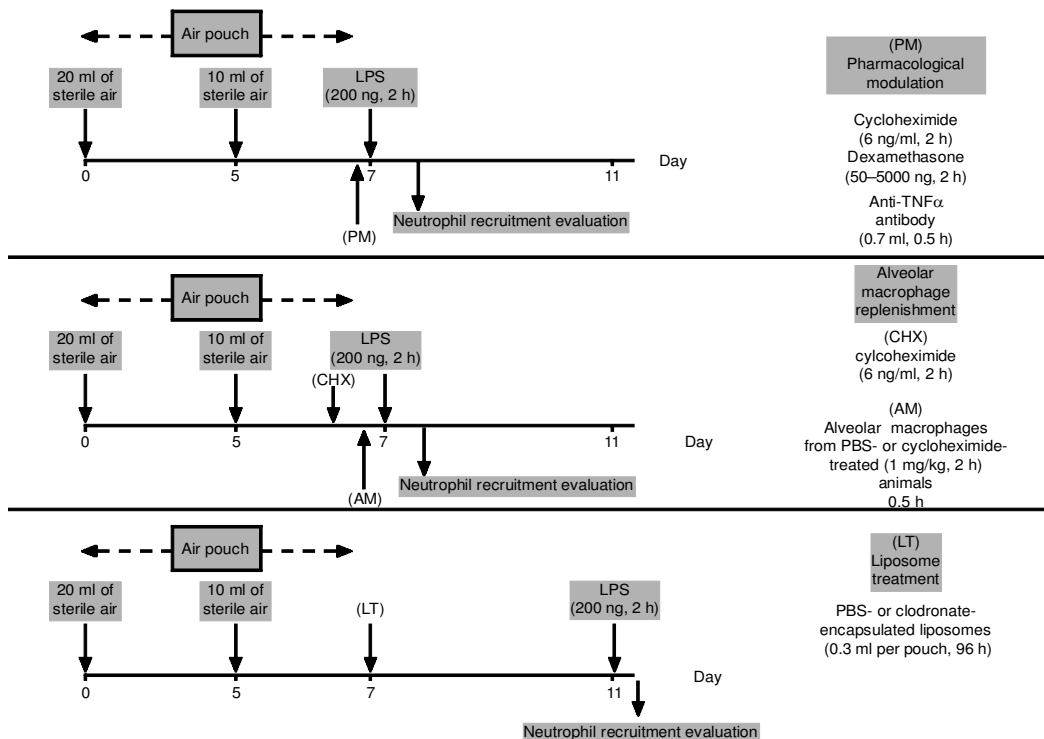 Air pouch
20 ml of
sterile air
10 ml of
sterile air
LPS
(200 ng, 2 h)
0
5
7
11
Day
(PM)
Neutrophil recruitment evaluation
(PM)
Pharmacological
modulation
Cycloheximide
(6 ng/ml, 2 h)
Dexamethasone
(50–5000 ng, 2 h)
Anti-TNFα
antibody
(0.7 ml, 0.5 h)
Air pouch
20 ml of
sterile air
10 ml of
sterile air
LPS
(200 ng, 2 h)
(CHX)
0
5
7
11
Day
(AM)
Neutrophil recruitment evaluation
Alveolar
macrophage
replenishment
(CHX)
cylcoheximide
(6 ng/ml, 2 h)
(AM)
Alveolar macrophages
from PBS- or cycloheximide-
treated (1 mg/kg, 2 h)
animals
0.5 h
Air pouch
20 ml of
sterile air
10 ml of
sterile air
(LT)
LPS
(200 ng, 2 h)
0
5
7
11
Day
Neutrophil recruitment evaluation
(LT)
Liposome
treatment
PBS- or clodronate-
encapsulated liposomes
(0.3 ml per pouch, 96 h)